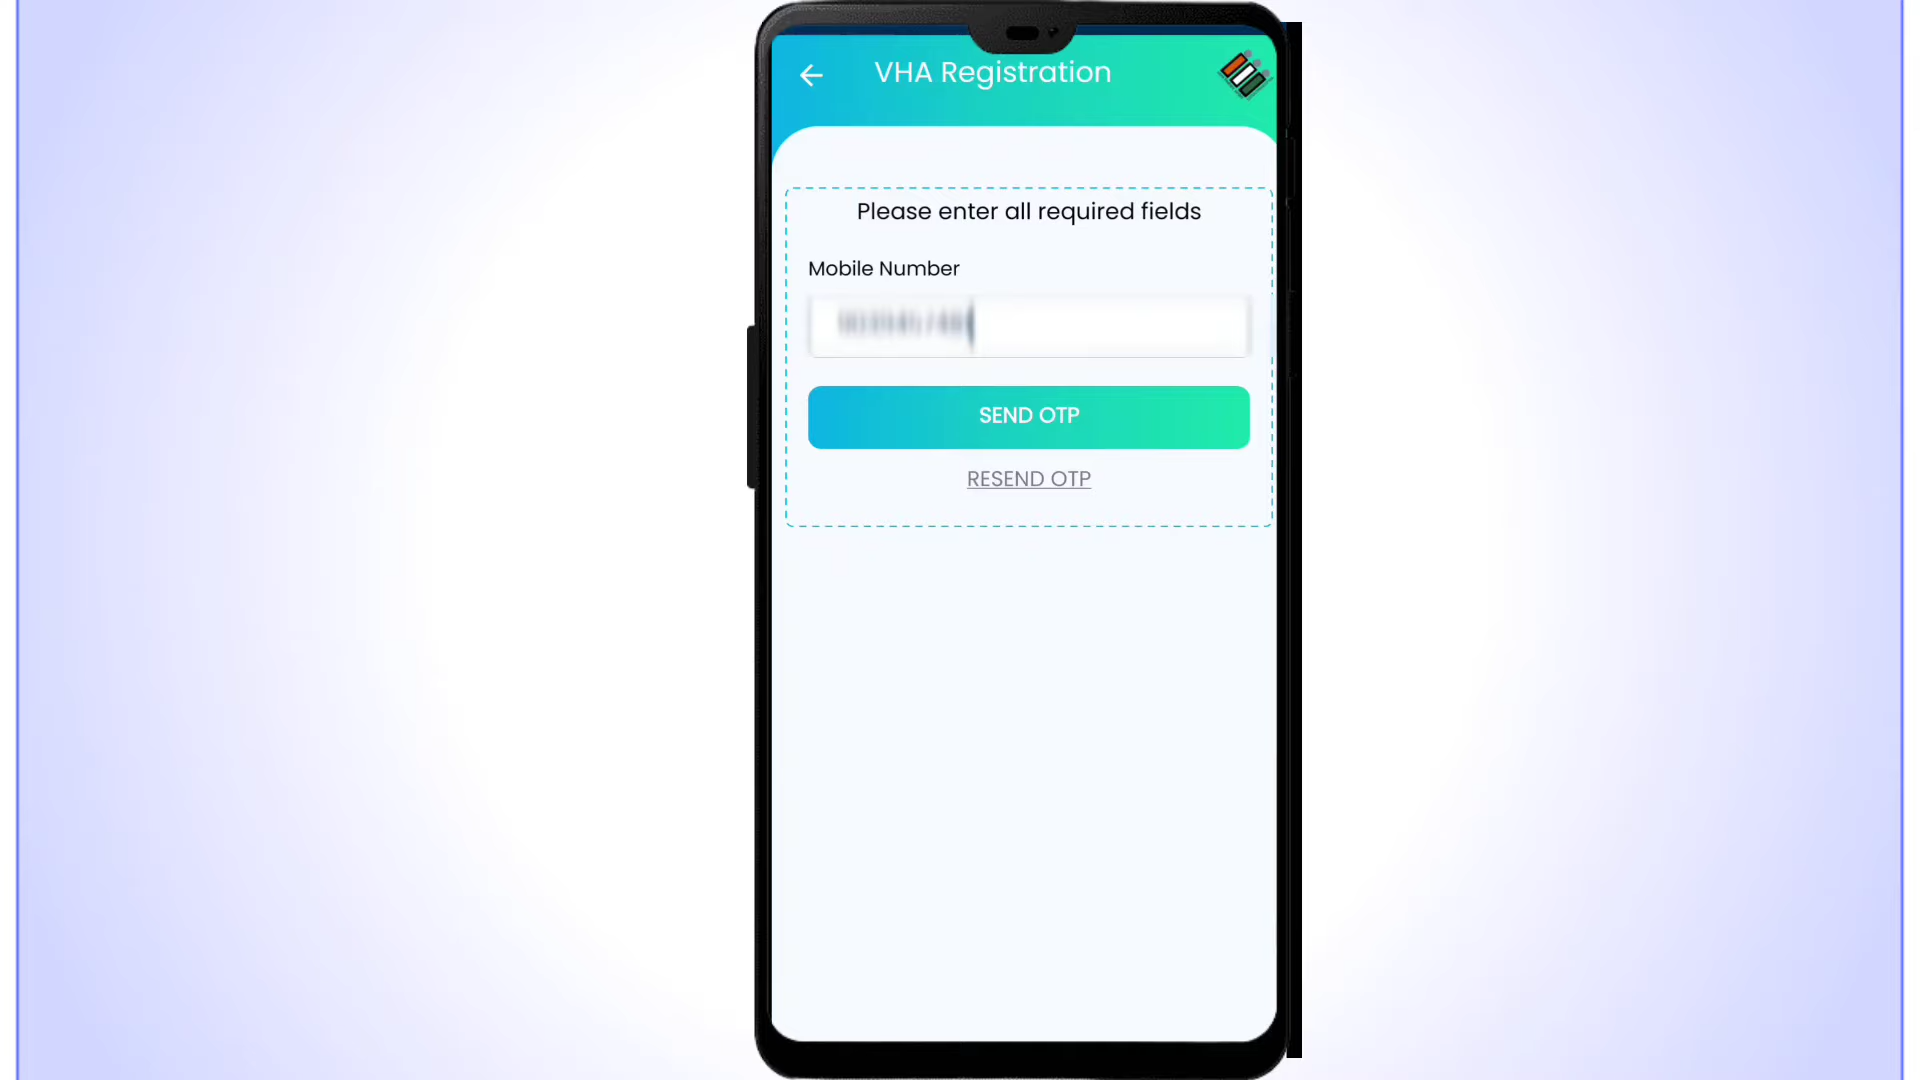 VHA Registration
Please enter all required fields
Mobile Number
SEND OTP
RESEND OTP